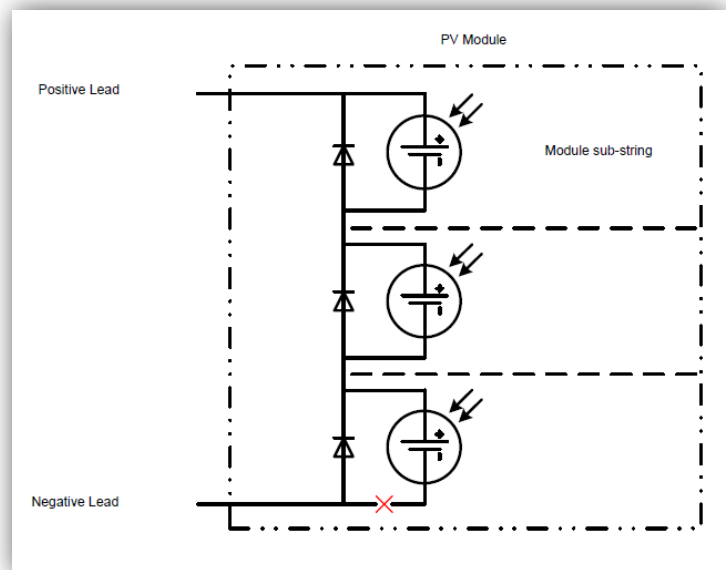 PV Module
Positive Lead
Module sub-string
Negative Lead